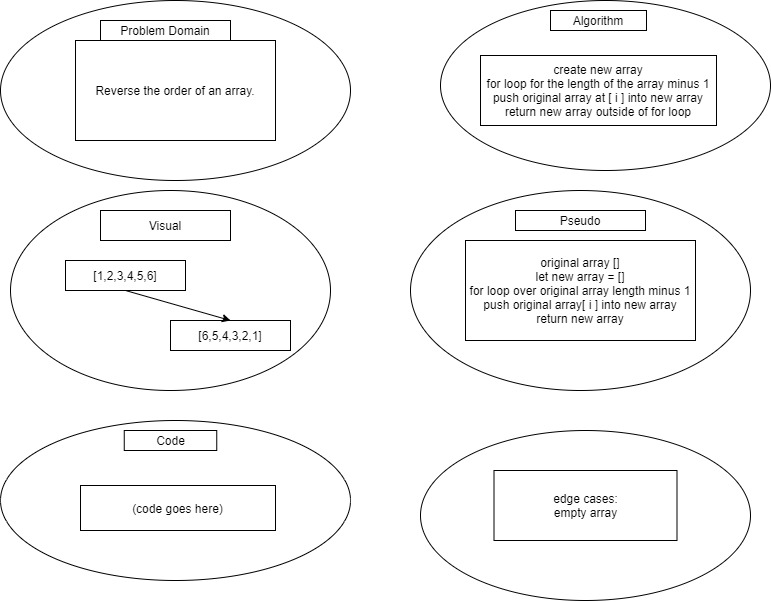 Problem Domain
Reverse the order of an array.
Algorithm
create new array
for loop for the length of the array minus 1
push original array at [ i ] into new array
return new array outside of for loop
Visual
[1,2,3,4,5,6]
[6,5,4,3,2,1]
Pseudo
original array []
let new array = []
for loop over original array length minus 1
push original array[ i ] into new array
return new array
Code
(code goes here)
edge cases:
empty array